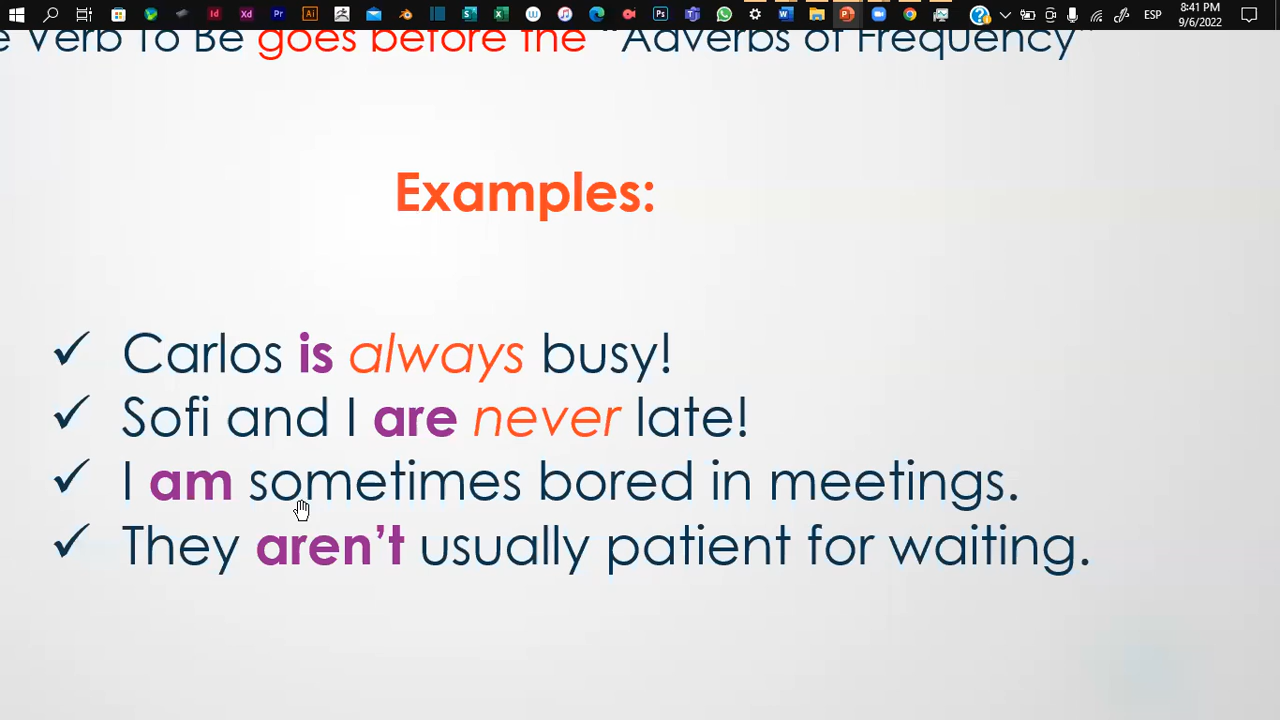 8:41 PM
ESP
9/6/2022
e Verb To Be goes before the "Adverbs of Frequency"
Examples:
✓ Carlos is always busy!
✓ Sofi and I are never late!
✓ I am sometimes bored in meetings.
✓ They aren't usually patient for waiting.